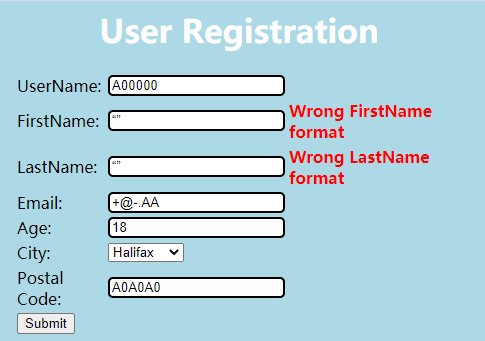 User Registration
UserName: A00000
FirstName: “” Wrong FirstName
format
LastName: “” Wrong LastName
format
Email: +@-.AA
Age: 18
City: Halifax
Postal
Code: A0A0A0
Submit